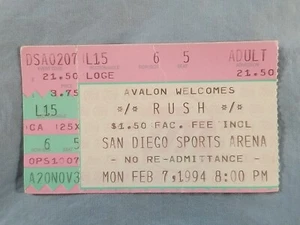 DSA0207 L15 6 5 ADULT
21.50 LOGE 21.50
3.75 AVALON WELCOMES
L15 */* RUSH */*
CA 25X $1.50 FAC. FEE INCL
6 5 SAN DIEGO SPORTS ARENA
OPS1007 - NO RE-ADMITTANCE -
A20NOV3 MON FEB 7,1994 8:00 PM